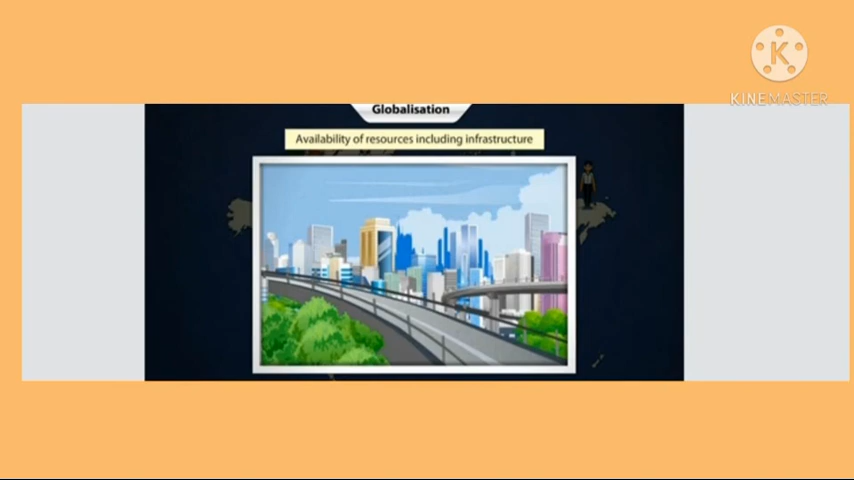 KINEMASTER
Globalisation
Availability of resources including infrastructure